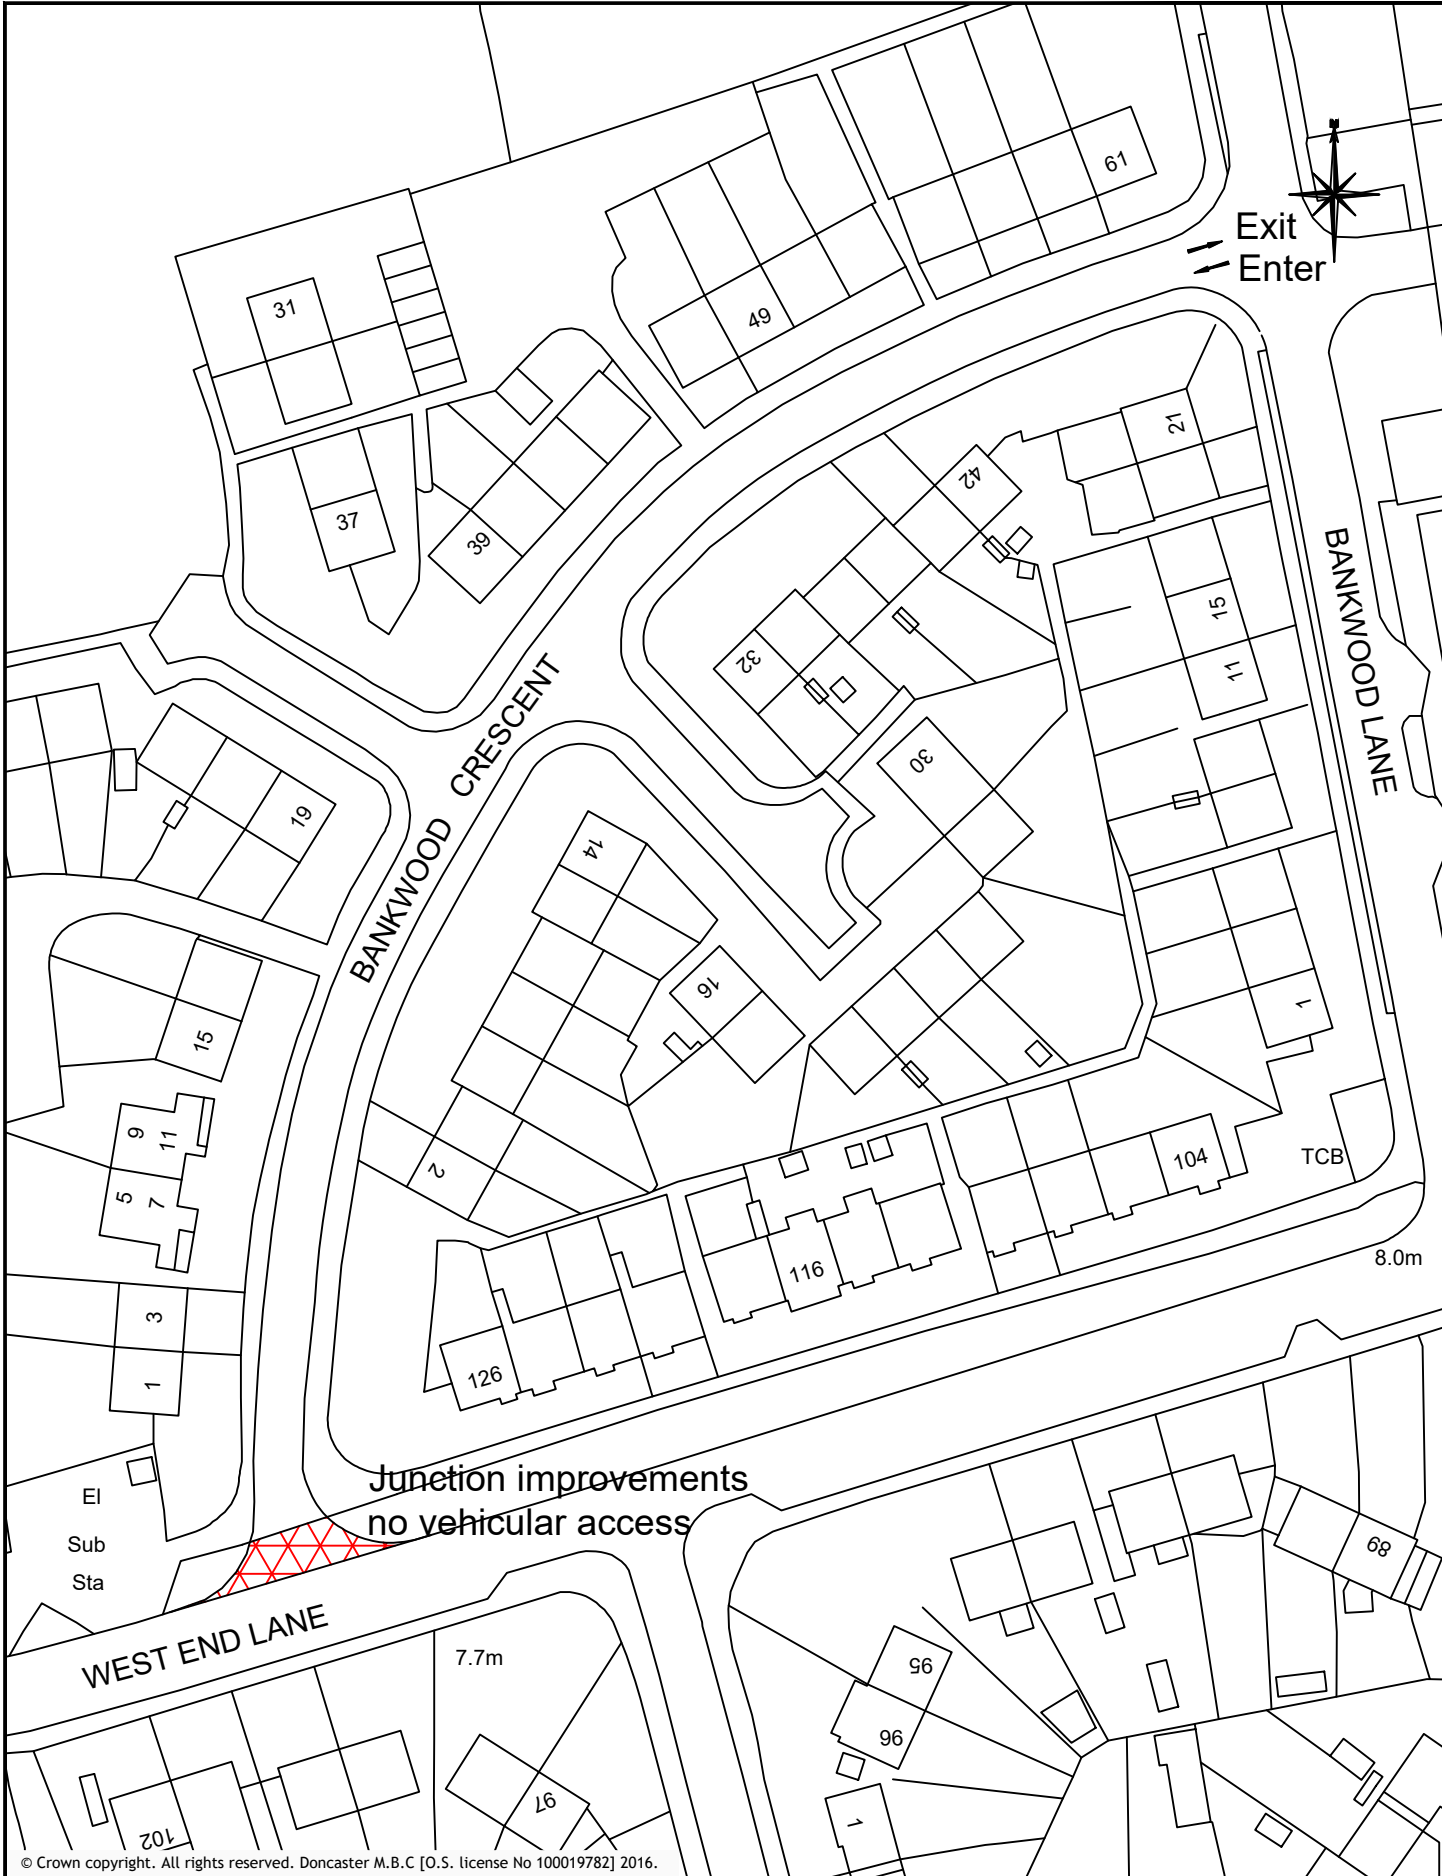 61
N
Exit
Enter
31
49
21
42
37
39
15
32
11
BANKWOOD LANE
30
BANKWOOD CRESCENT
19
14
16
1
15
9
11
5
7
2
104
TCB
116
8.0m
3
1
126
Junction improvements
no vehicular access
El
Sub
Sta
89
WEST END LANE
7.7m
95
96
97
1
102
© Crown copyright. All rights reserved. Doncaster M.B.C [O.S. license No 100019782] 2016.